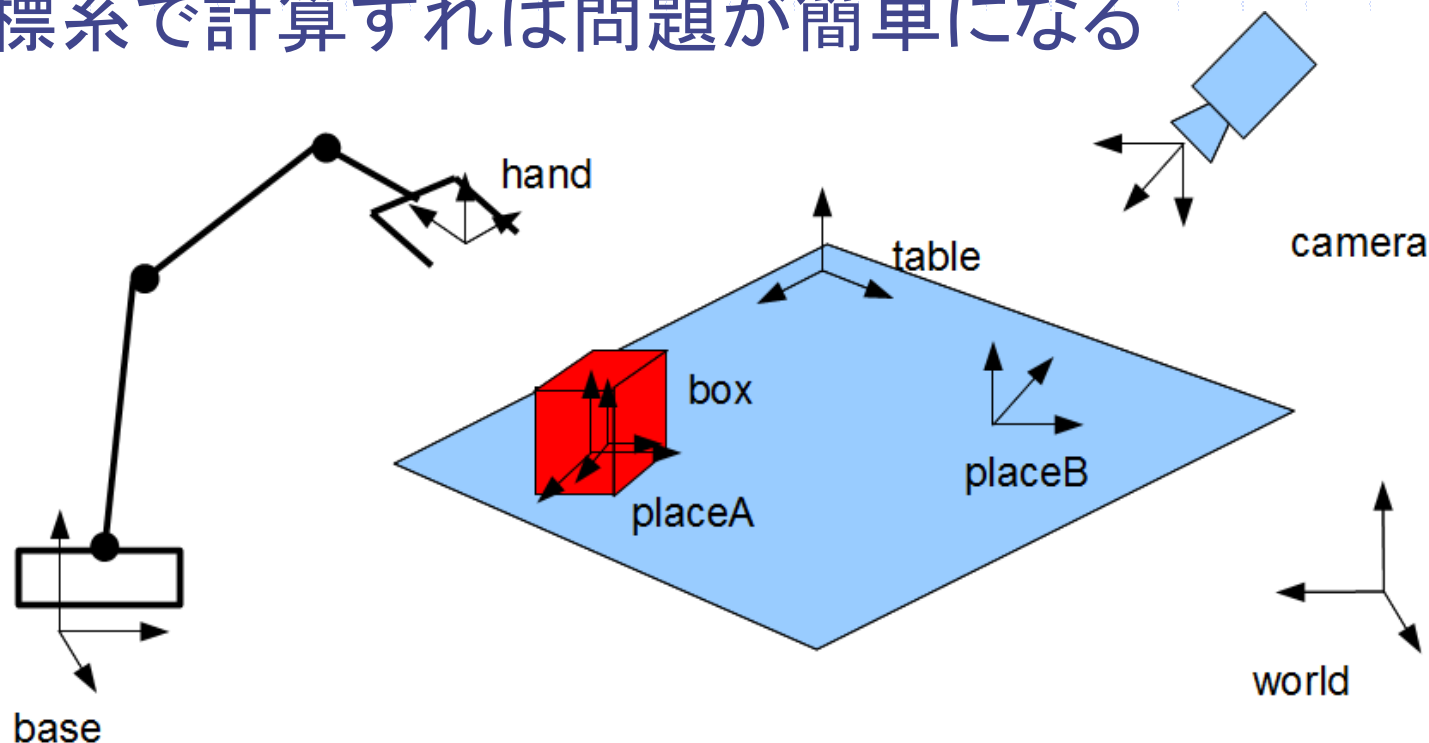 標系で計算すれば問題が簡単になる
hand
camera
table
box
placeB
placeA
world
base